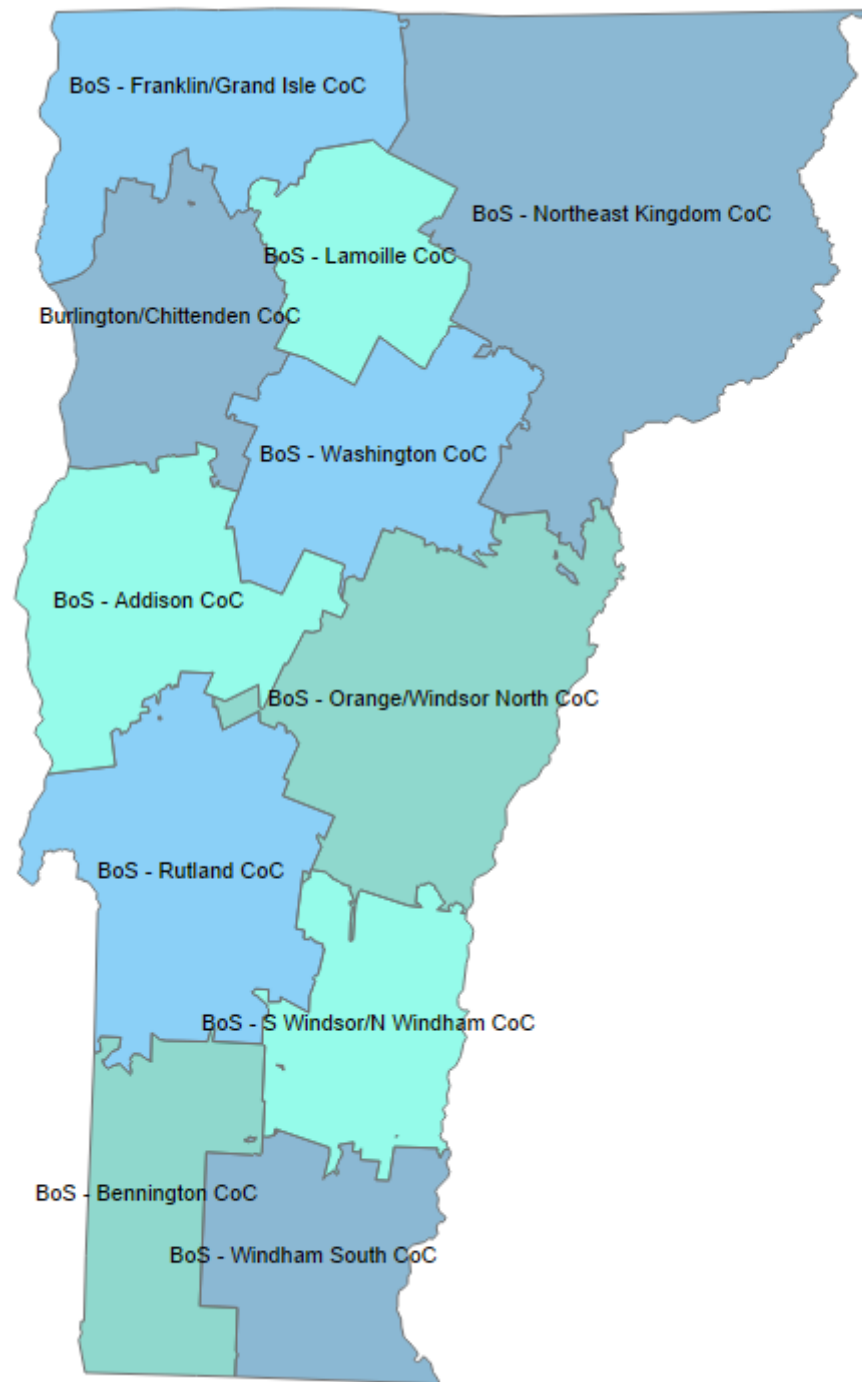 BoS - Franklin/Grand Isle CoC
BoS - Northeast Kingdom CoC
BoS - Lamoille CoC
Burlington/Chittenden CoC
BoS - Washington CoC
BoS - Addison CoC
BoS - Orange/Windsor North CoC
BoS - Rutland CoC
BoS - S Windsor/N Windham CoC
BoS - Bennington CoC
BoS - Windham South CoC